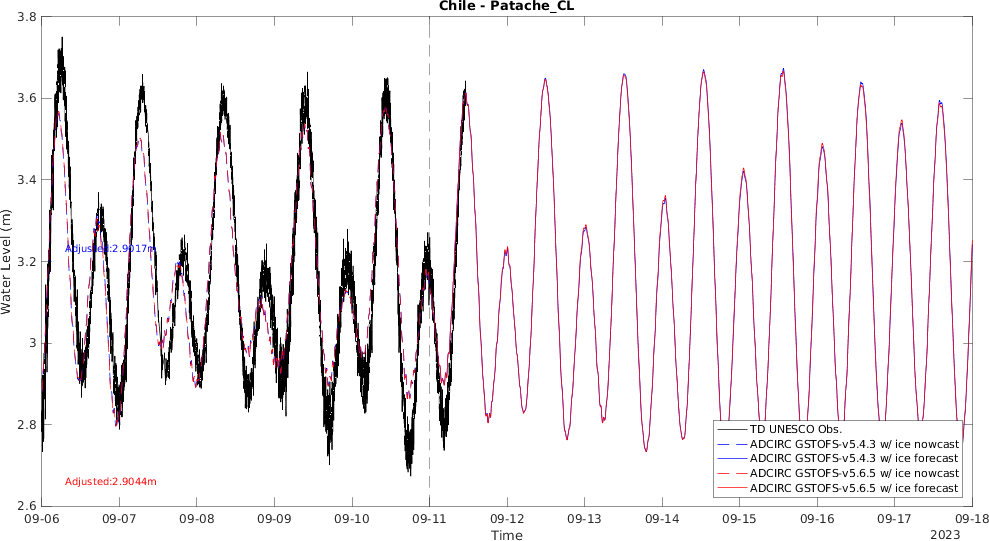 Chile - Patache_CL
3.8
3.6
3.4
3.2
3
2.8
2.6
Water Level (m)
Adjusted:2.9017m
Adjusted:2.9044m
TD UNESCO Obs.
ADCIRC GSTOFS-v5.4.3 w/ ice nowcast
ADCIRC GSTOFS-v5.4.3 w/ ice forecast
ADCIRC GSTOFS-v5.6.5 w/ ice nowcast
ADCIRC GSTOFS-v5.6.5 w/ ice forecast
09-06 09-07 09-08 09-09 09-10 09-11 09-12 09-13 09-14 09-15 09-16 09-17 09-18
Time
2023